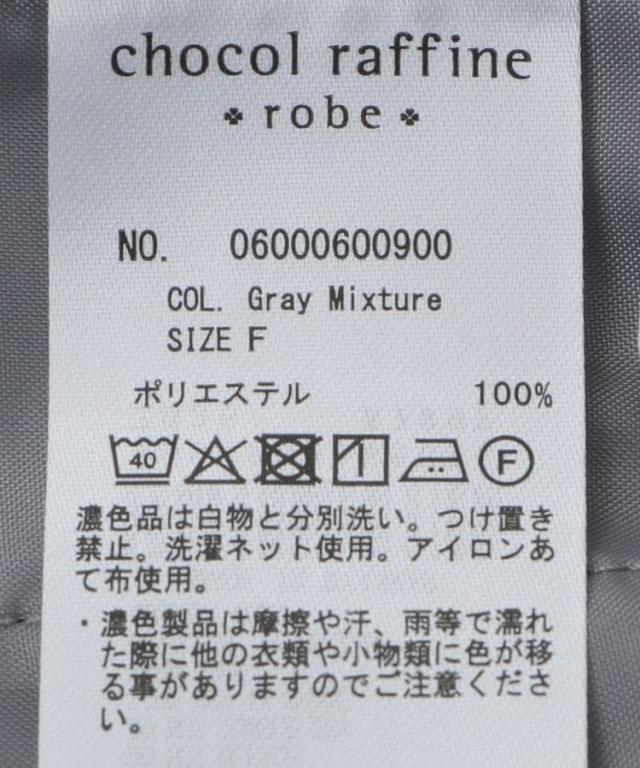 chocol raffine
robe
NO. 06000600900
COL. Gray Mixture
SIZE F
ポリエステル 100%
40 F
濃色品は白物と分別洗い。つけ置き
禁止。洗濯ネット使用。アイロンあ
て布使用。
・濃色製品は摩擦や汗、雨等で濡れ
た際に他の衣類や小物類に色が移
る事がありますのでご注意くださ
い。